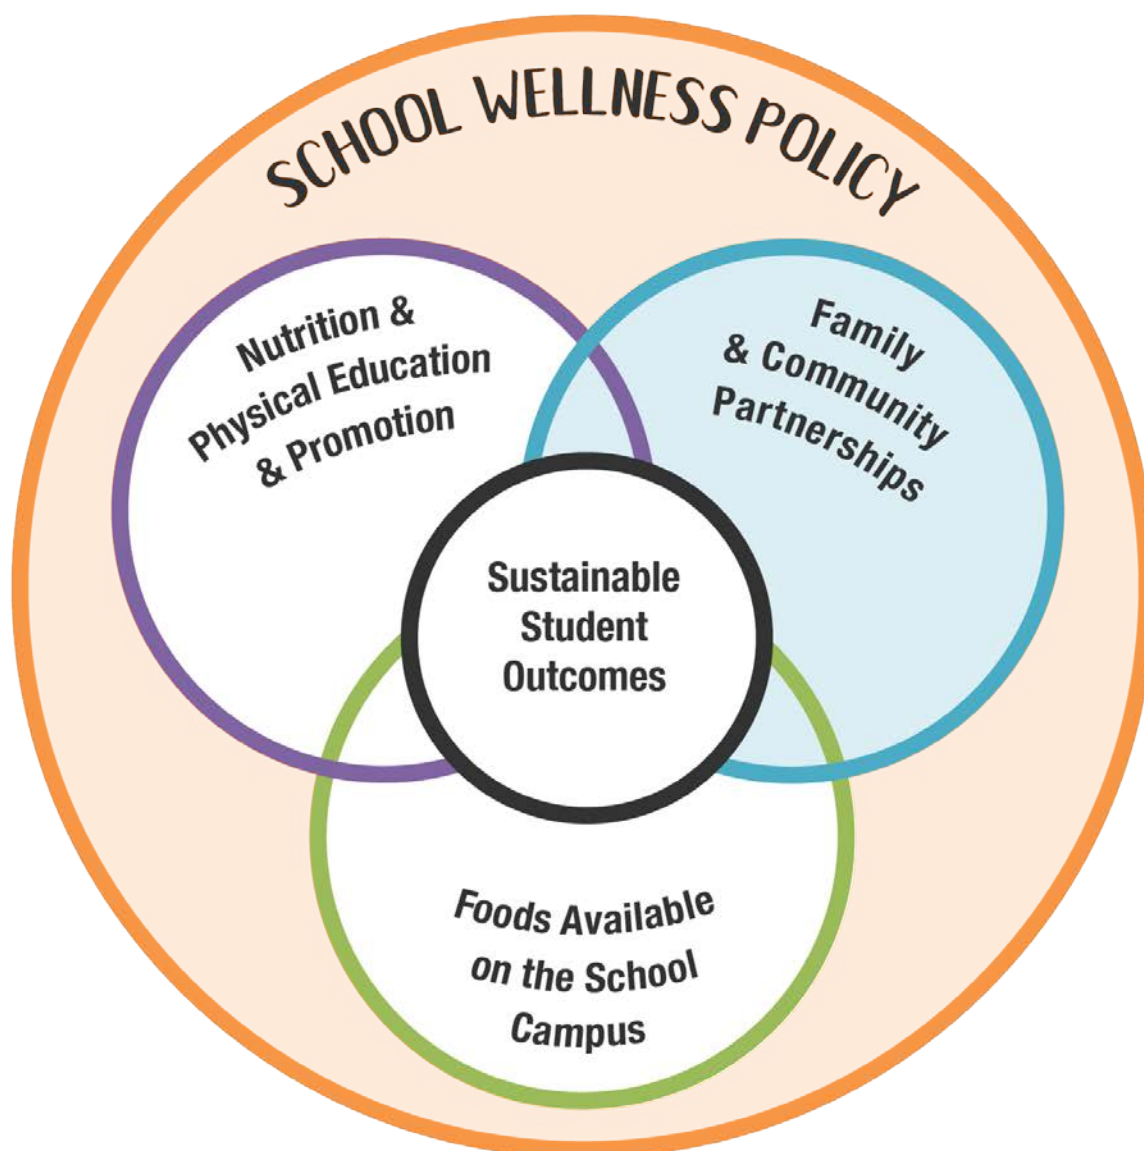 SCHOOL WELLNESS POLICY
Nutrition &
Physical Education
& Promotion
Family
& Community
Partnerships
Sustainable
Student
Outcomes
Foods Available
on the School
Campus